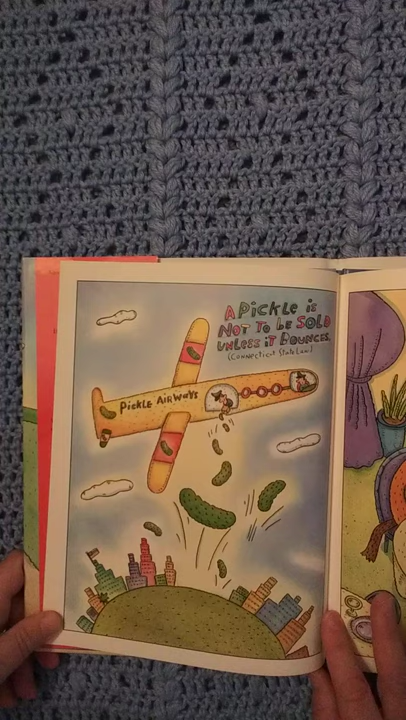 A Pickle is
NOT TO be SOLD
UNLESS iT BOUNCES.
(Connecticut State Law)
Pickle AiRWAYS